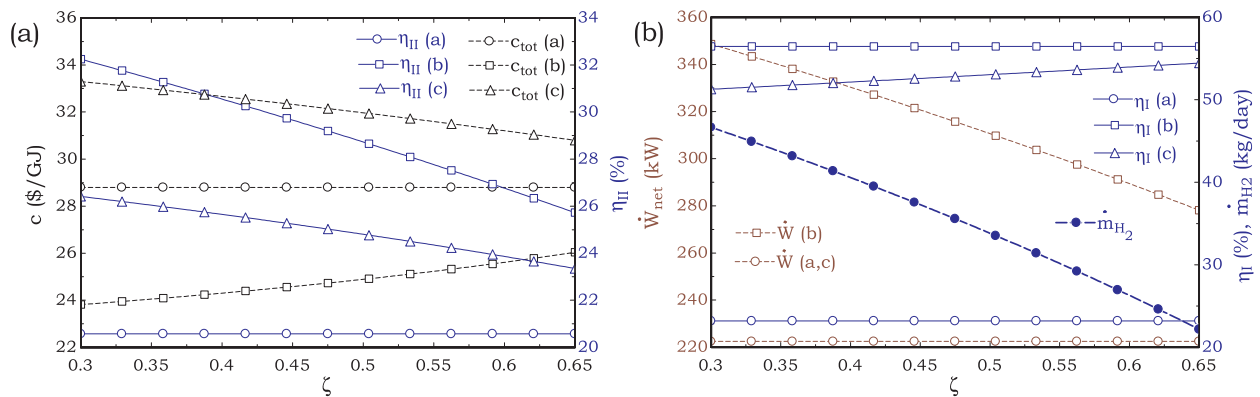 (a)
36
34
32
30
28
26
24
22
c ($/GJ)
η_II (a)
η_II (b)
η_II (c)
c_tot (a)
c_tot (b)
c_tot (c)
34
32
30
28
26
24
22
20
η_II (%)
0.3 0.35 0.4 0.45 0.5 0.55 0.6 0.65
ζ
(b)
360
340
320
300
280
260
240
220
Ẇ_net (kW)
η_I (a)
η_I (b)
η_I (c)
ṁ_H₂
Ẇ (b)
Ẇ (a,c)
60
50
40
30
20
η_I (%), ṁ_H2 (kg/day)
0.3 0.35 0.4 0.45 0.5 0.55 0.6 0.65
ζ